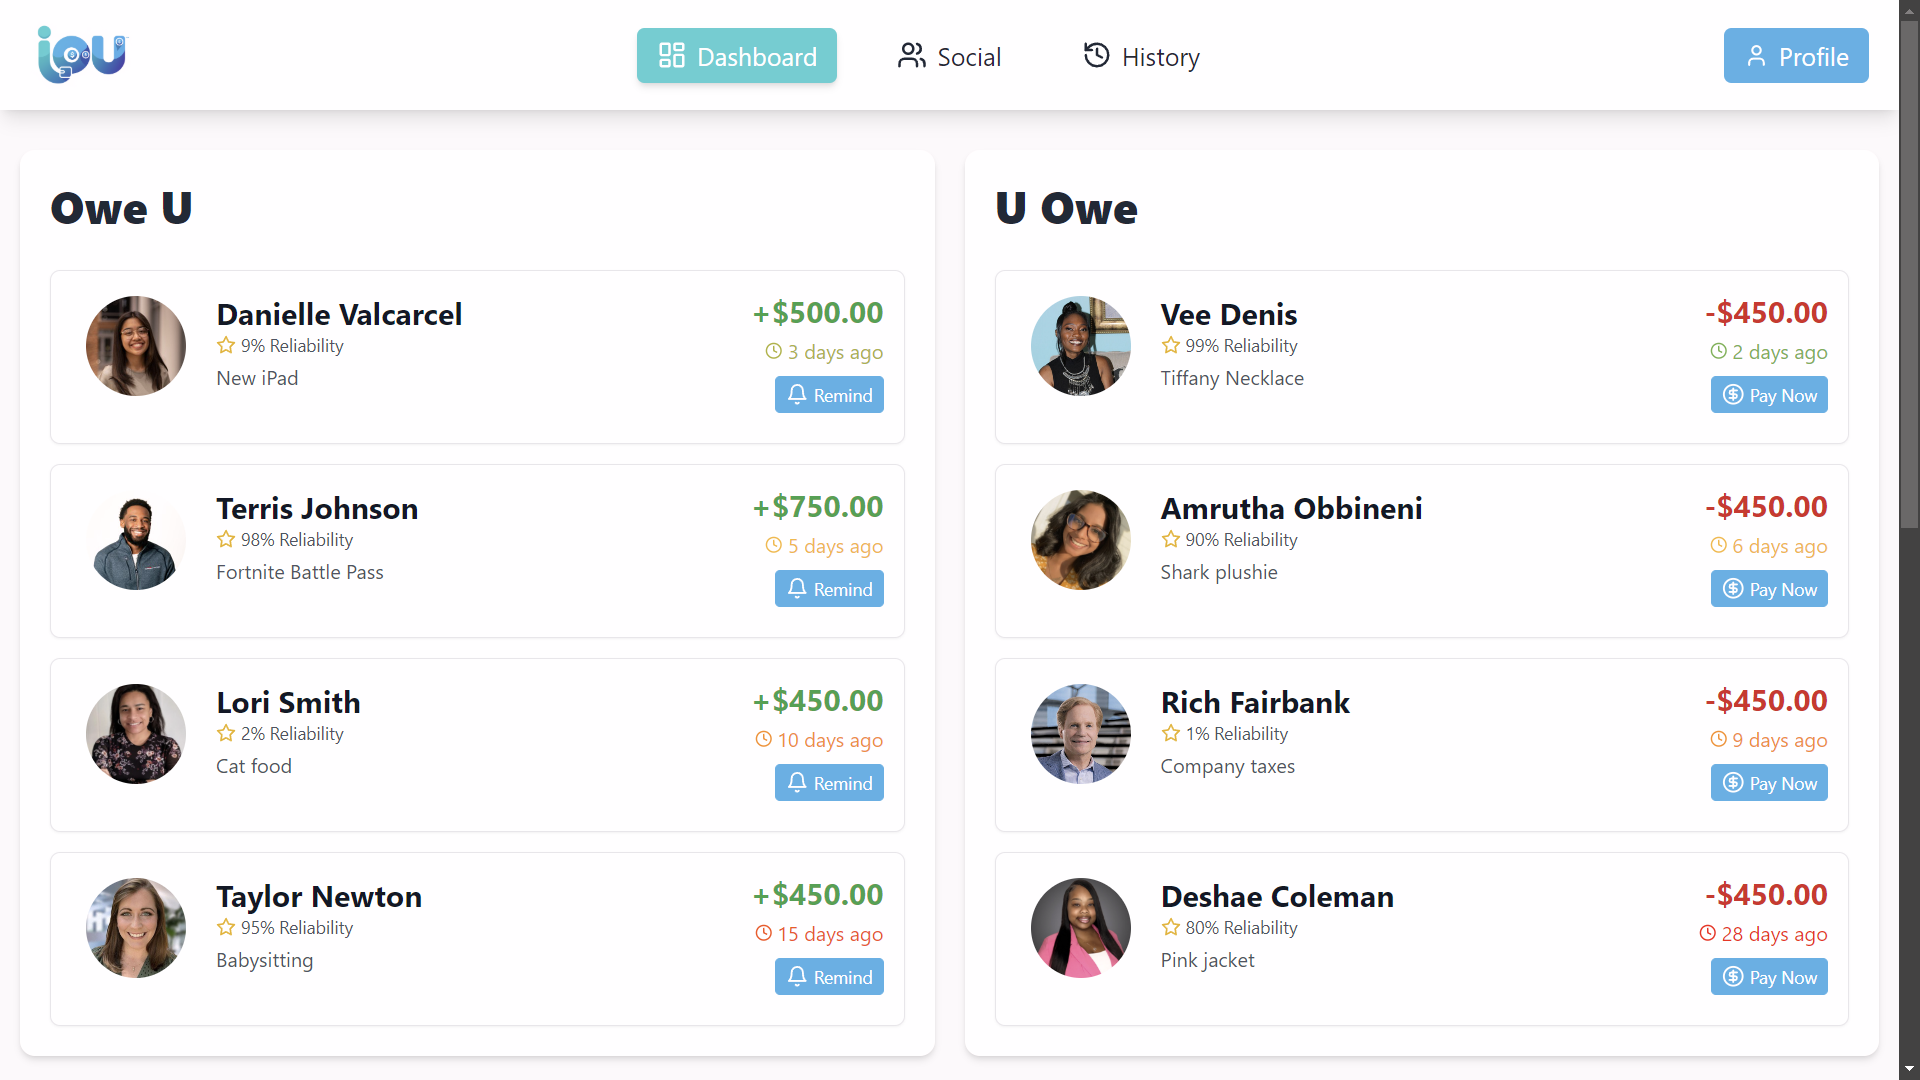 iou
Dashboard
Social
History
Profile
Owe U
Danielle Valcarcel
9% Reliability
New iPad
+$500.00
3 days ago
Remind
Terris Johnson
98% Reliability
Fortnite Battle Pass
+$750.00
5 days ago
Remind
Lori Smith
2% Reliability
Cat food
+$450.00
10 days ago
Remind
Taylor Newton
95% Reliability
Babysitting
+$450.00
15 days ago
Remind
U Owe
Vee Denis
99% Reliability
Tiffany Necklace
-$450.00
2 days ago
Pay Now
Amrutha Obbineni
90% Reliability
Shark plushie
-$450.00
6 days ago
Pay Now
Rich Fairbank
1% Reliability
Company taxes
-$450.00
9 days ago
Pay Now
Deshae Coleman
80% Reliability
Pink jacket
-$450.00
28 days ago
Pay Now